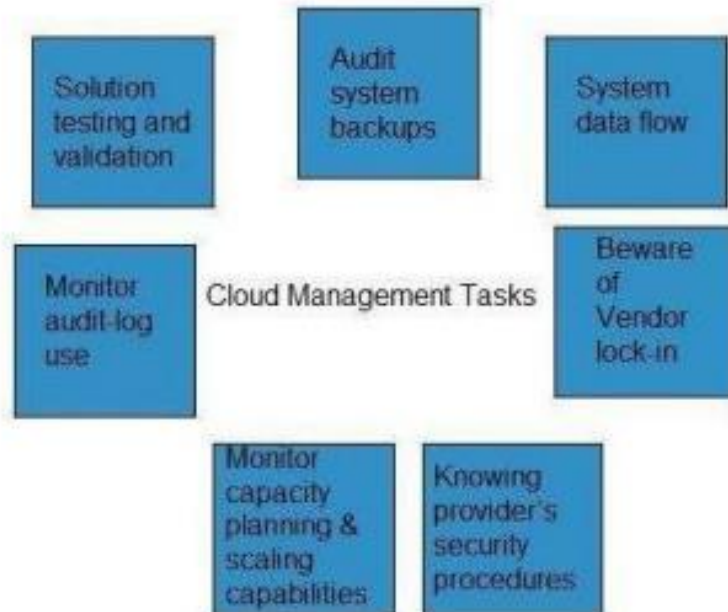 Solution
testing and
validation
Audit
system
backups
System
data flow
Monitor
audit-log
use
Cloud Management Tasks
Beware
of
Vendor
lock-in
Monitor
capacity
planning &
scaling
capabilities
Knowing
provider's
security
procedures